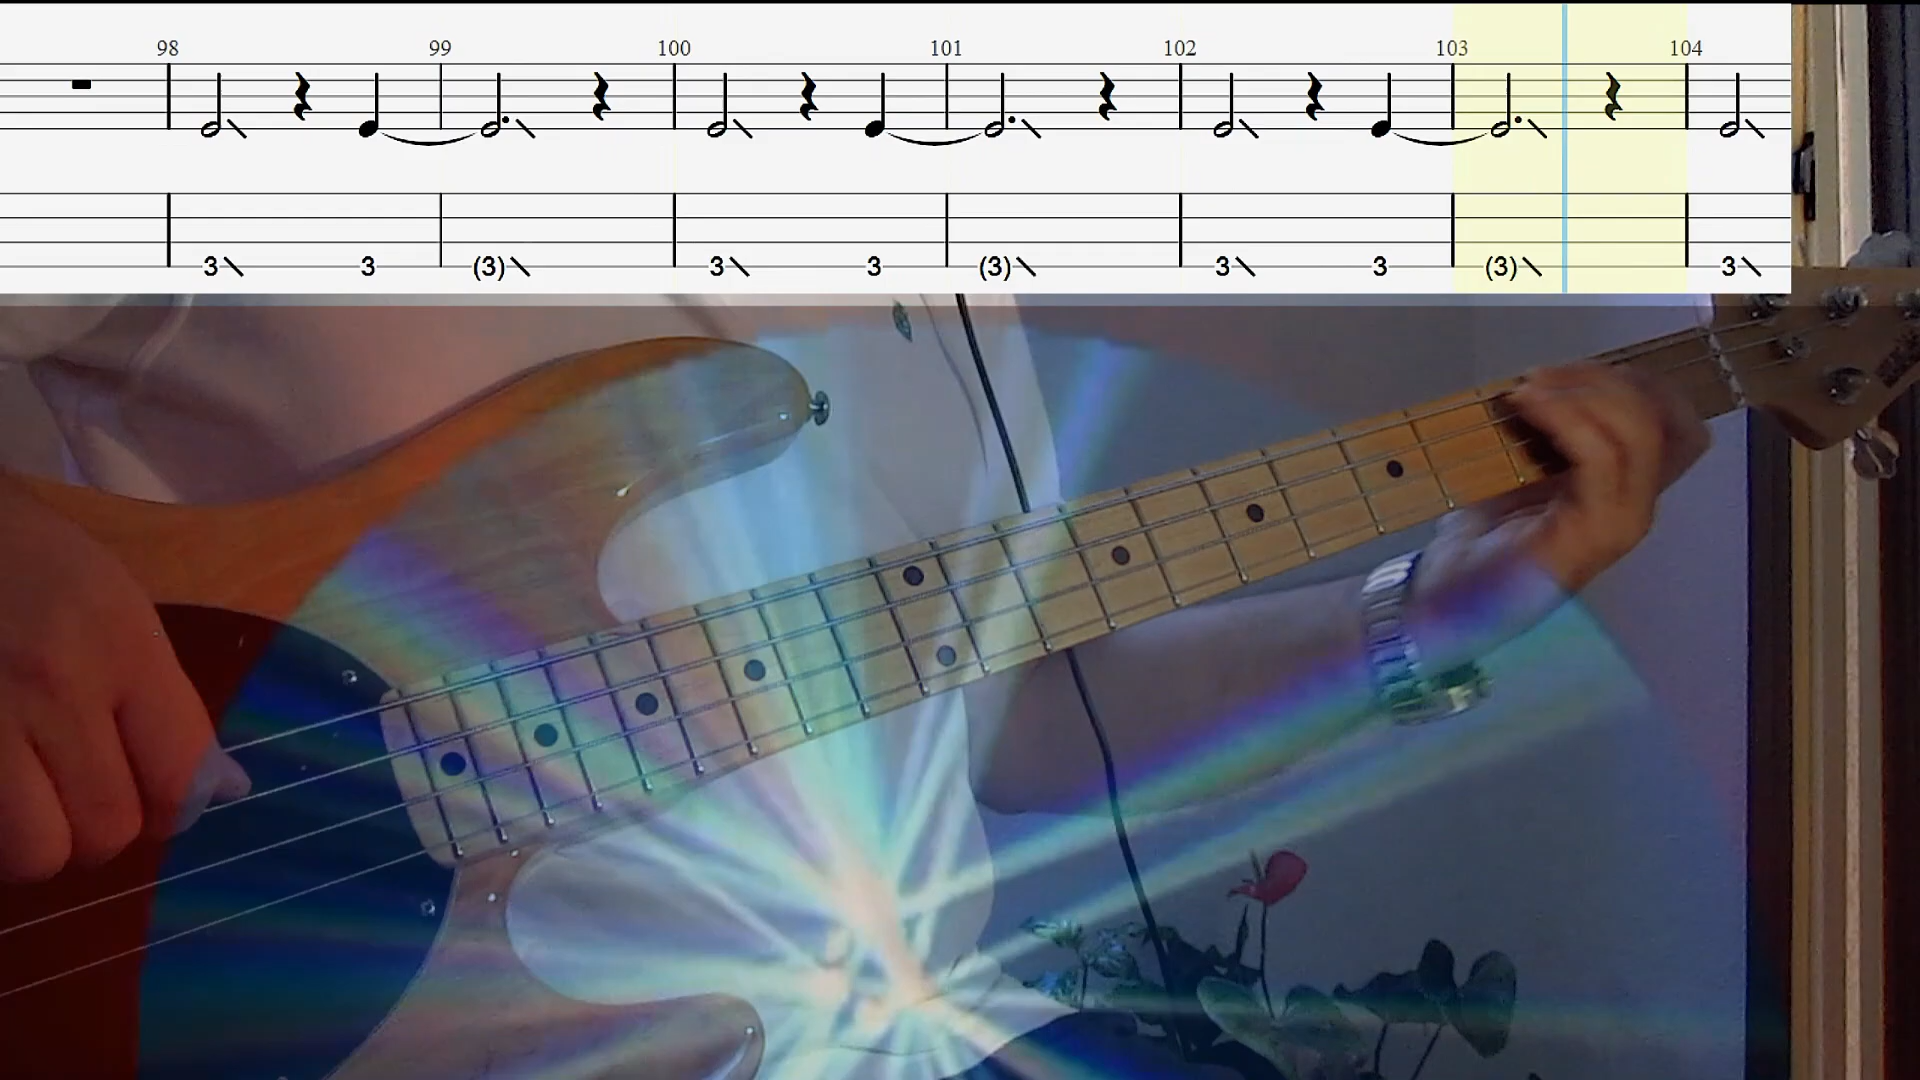 98 99 100 101 102 103 104
3 3 (3) 3 3 (3) 3 3 (3) 3